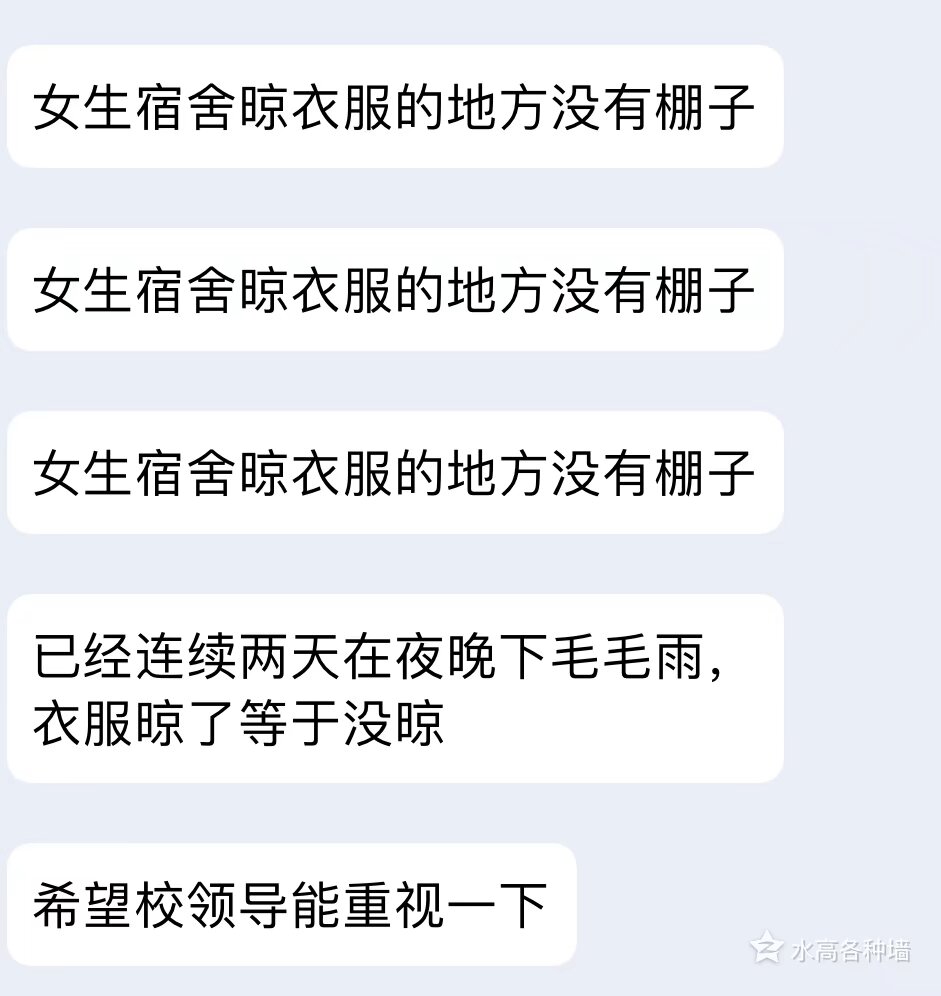 女生宿舍晾衣服的地方没有棚子
女生宿舍晾衣服的地方没有棚子
女生宿舍晾衣服的地方没有棚子
已经连续两天在夜晚下毛毛雨，
衣服晾了等于没晾
希望校领导能重视一下
水高各种墙